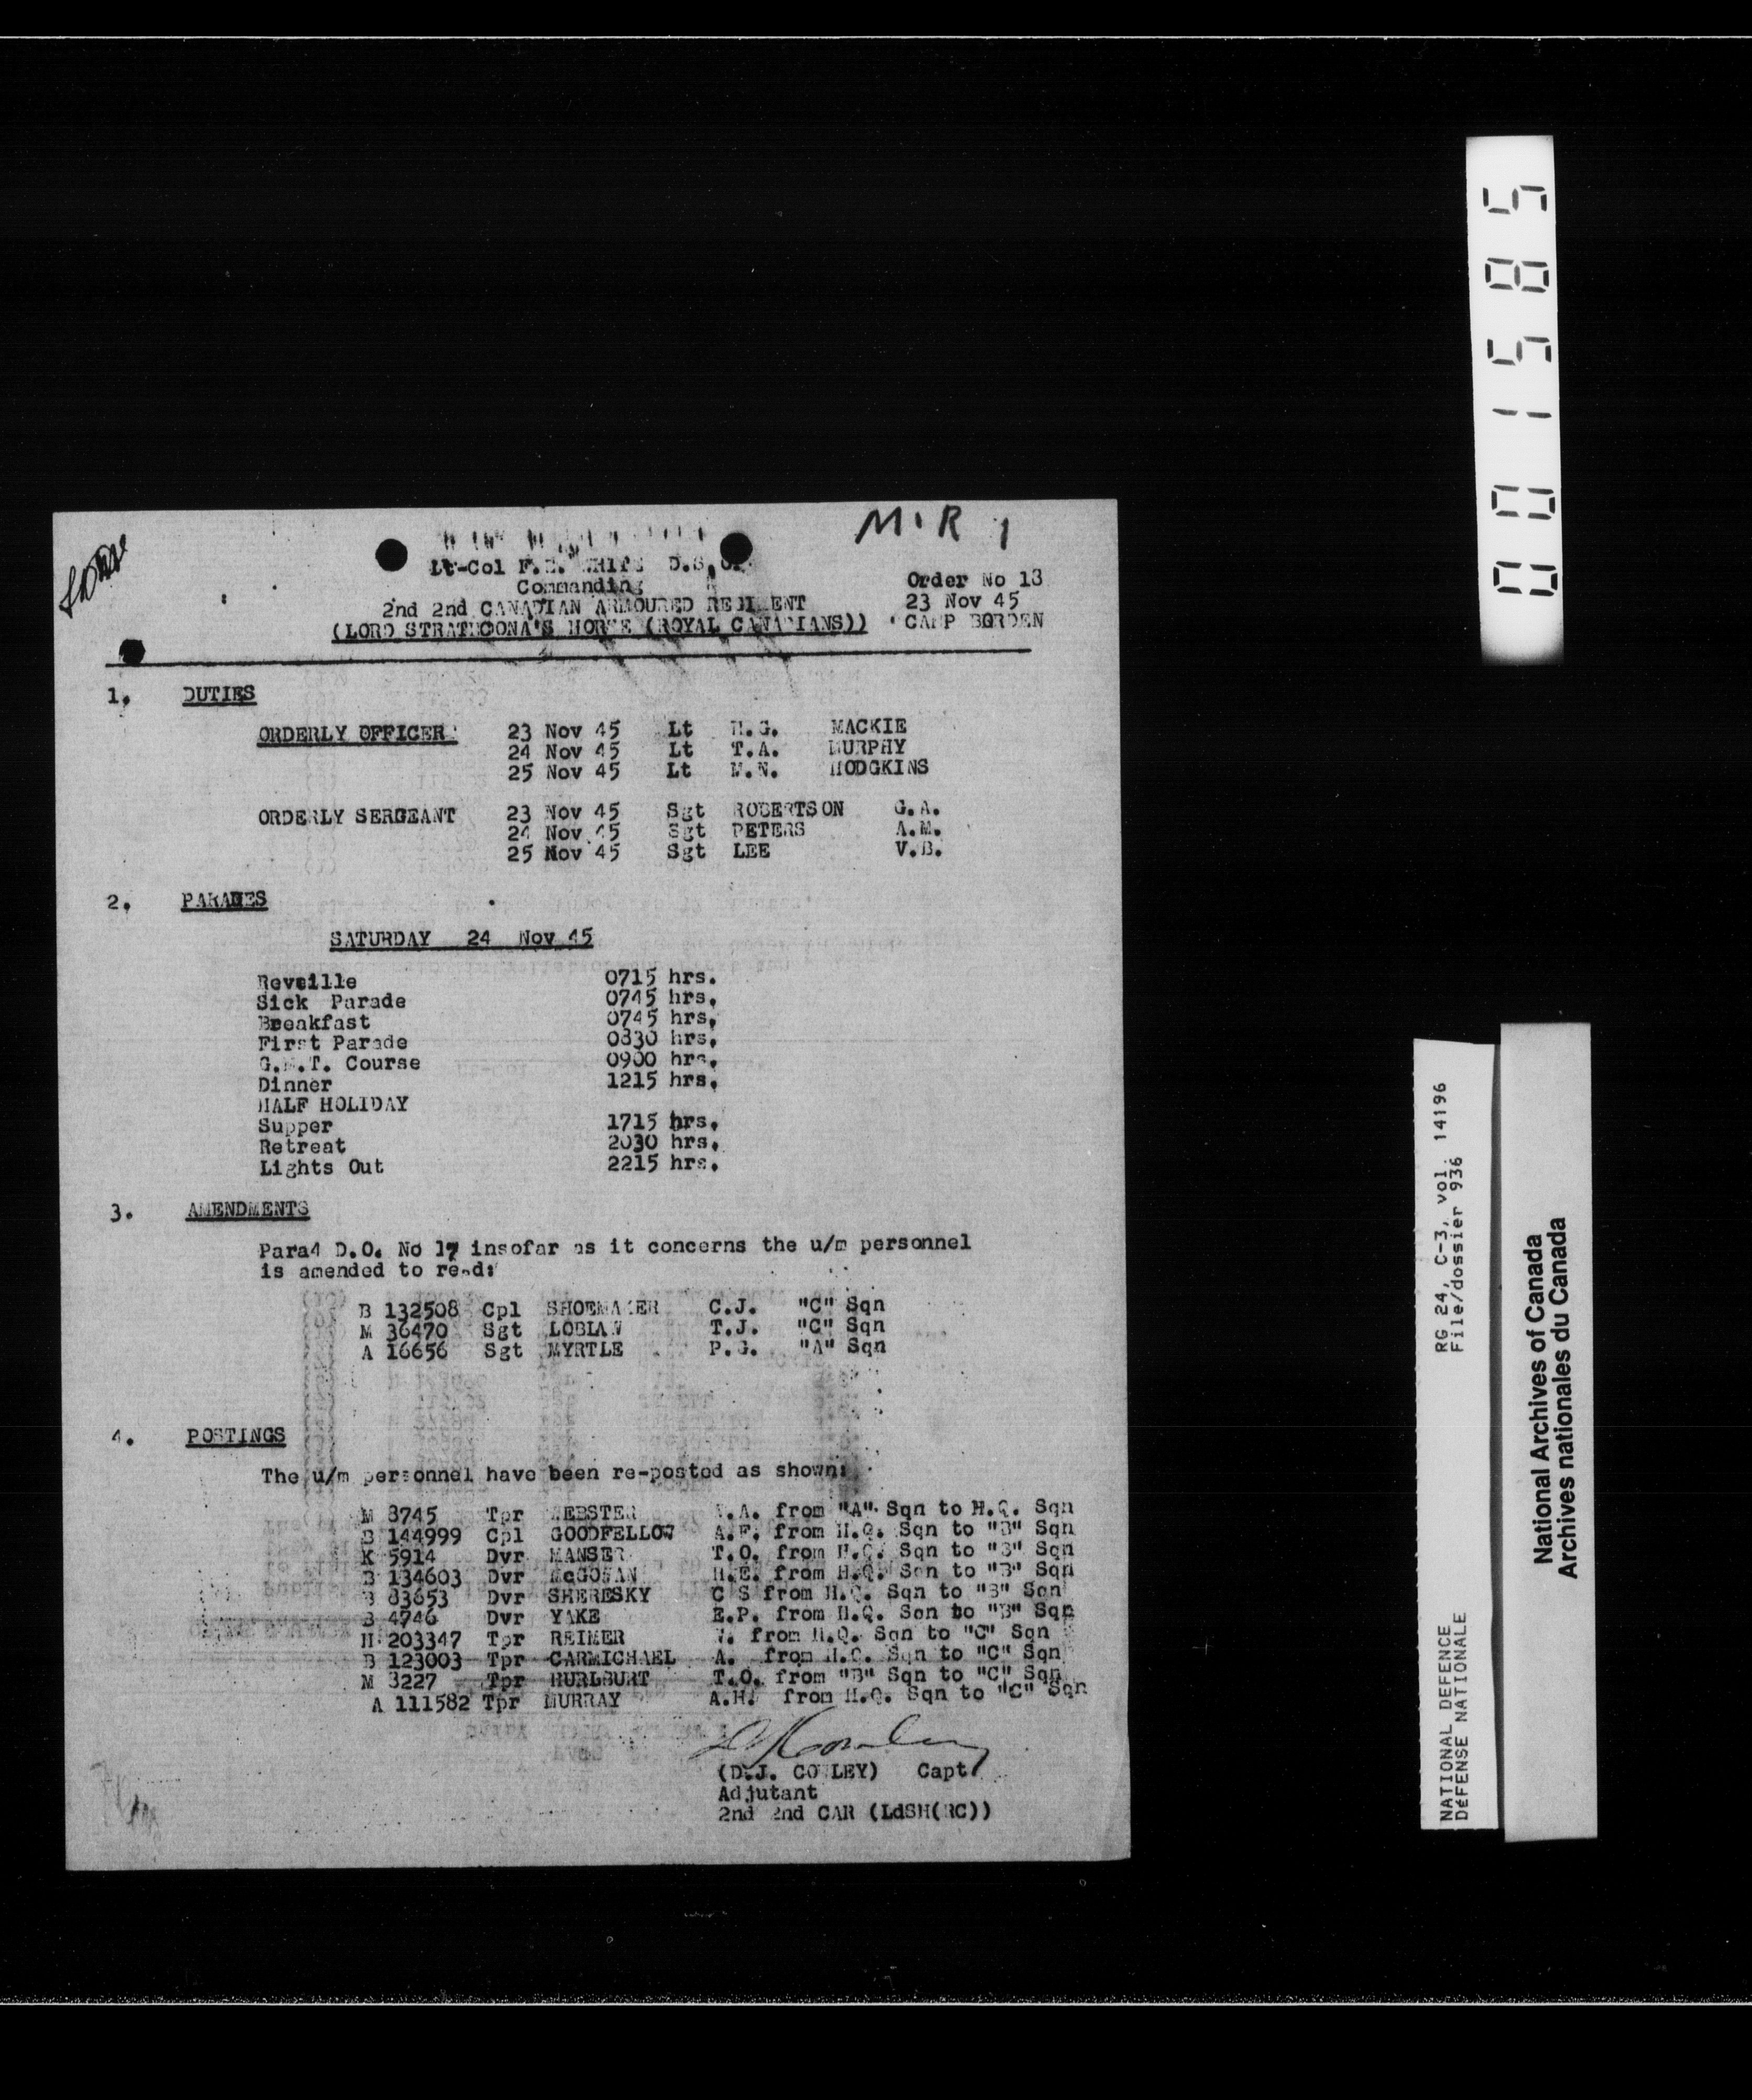 M.R 1
Lt-Col F.E. WHITE D.S.O.
Commanding
2nd 2nd CANADIAN ARMOURED REGIMENT
(LORD STRATHCONA'S HORSE (ROYAL CANADIANS))
Order No 18
23 Nov 45
CAMP BORDEN
1. DUTIES
ORDERLY OFFICER 23 Nov 45 Lt H.G. MACKIE
24 Nov 45 Lt T.A. MURPHY
25 Nov 45 Lt M.N. HODGKINS
ORDERLY SERGEANT 23 Nov 45 Sgt ROBERTSON G.A.
24 Nov 45 Sgt PETERS A.M.
25 Nov 45 Sgt LEE V.B.
2. PARADES
SATURDAY 24 Nov 45
Reveille 0715 hrs.
Sick Parade 0745 hrs.
Breakfast 0745 hrs.
First Parade 0830 hrs.
Course 0900 hrs.
Dinner 1215 hrs.
HALF HOLIDAY
Supper 1715 hrs.
Retreat 2030 hrs.
Lights Out 2215 hrs.
3. AMENDMENTS
Para4 D.O. No 17 insofar as it concerns the u/m personnel
is amended to read:
B 132508 Cpl SHOEMAKER C.J. "C" Sqn
M 36470 Sgt LOBLAW T.J. "C" Sqn
A 16656 Sgt MYRTLE P.G. "A" Sqn
4. POSTINGS
The u/m personnel have been re-posted as shown:
M 8745 Tpr WEBSTER from "A" Sqn to H.Q. Sqn
B 144999 Cpl GOODFELLOW A.F. from H.Q. Sqn to "B" Sqn
K 5914 Dvr MANSER T.O. from H.Q. Sqn to "B" Sqn
B 134603 Dvr McGOWAN H.E. from H.Q. Sqn to "B" Sqn
B 83653 Dvr SHERESKY C S from H.Q. Sqn to "B" Sqn
B 4746 Dvr YAKE E.P. from H.Q. Sqn to "B" Sqn
H 203347 Tpr REIMER from H.Q. Sqn to "C" Sqn
B 123003 Tpr CARMICHAEL A. from H.Q. Sqn to "C" Sqn
M 3227 Tpr HURLBURT T.O. from "B" Sqn to "C" Sqn
A 111582 Tpr MURRAY A.H. from H.Q. Sqn to "C" Sqn
(D.J. COWLEY) Capt
Adjutant
2nd 2nd CAR (LdSH(RC))
0015 85
NATIONAL DEFENCE RG 24, C-3, vol. 14196
DÉFENSE NATIONALE File/dossier 936
National Archives of Canada
Archives nationales du Canada